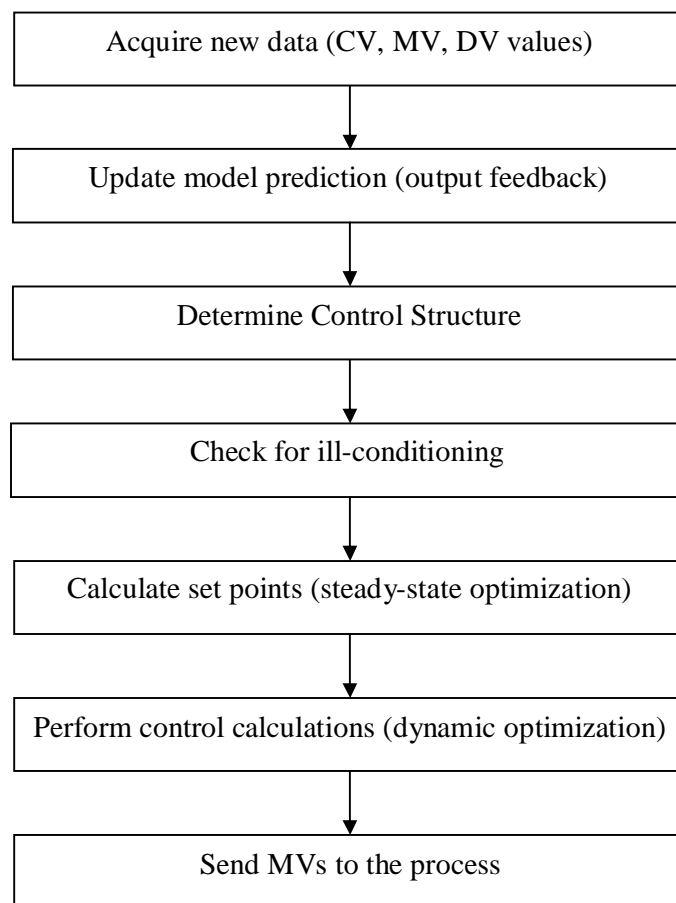 Acquire new data (CV, MV, DV values)
Update model prediction (output feedback)
Determine Control Structure
Check for ill-conditioning
Calculate set points (steady-state optimization)
Perform control calculations (dynamic optimization)
Send MVs to the process